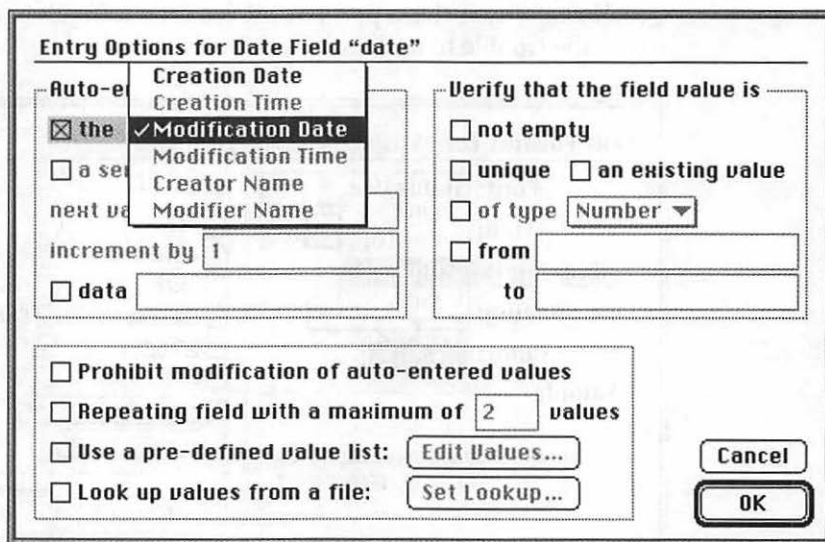 Entry Options for Date Field “date”
Auto-e
Creation Date
Creation Time
the ✓Modification Date
Modification Time
a se
Creator Name
next va
Modifier Name
increment by 1
data
Verify that the field value is
not empty
unique an existing value
of type Number
from
to
Prohibit modification of auto-entered values
Repeating field with a maximum of 2 values
Use a pre-defined value list: Edit Values...
Look up values from a file: Set Lookup...
Cancel
OK